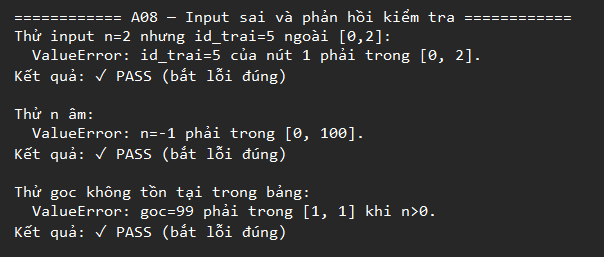 ============ A08 — Input sai và phản hồi kiểm tra ============
Thử input n=2 nhưng id_trai=5 ngoài [0,2]:
  ValueError: id_trai=5 của nút 1 phải trong [0, 2].
Kết quả: ✓ PASS (bắt lỗi đúng)

Thử n âm:
  ValueError: n=-1 phải trong [0, 100].
Kết quả: ✓ PASS (bắt lỗi đúng)

Thử goc không tồn tại trong bảng:
  ValueError: goc=99 phải trong [1, 1] khi n>0.
Kết quả: ✓ PASS (bắt lỗi đúng)